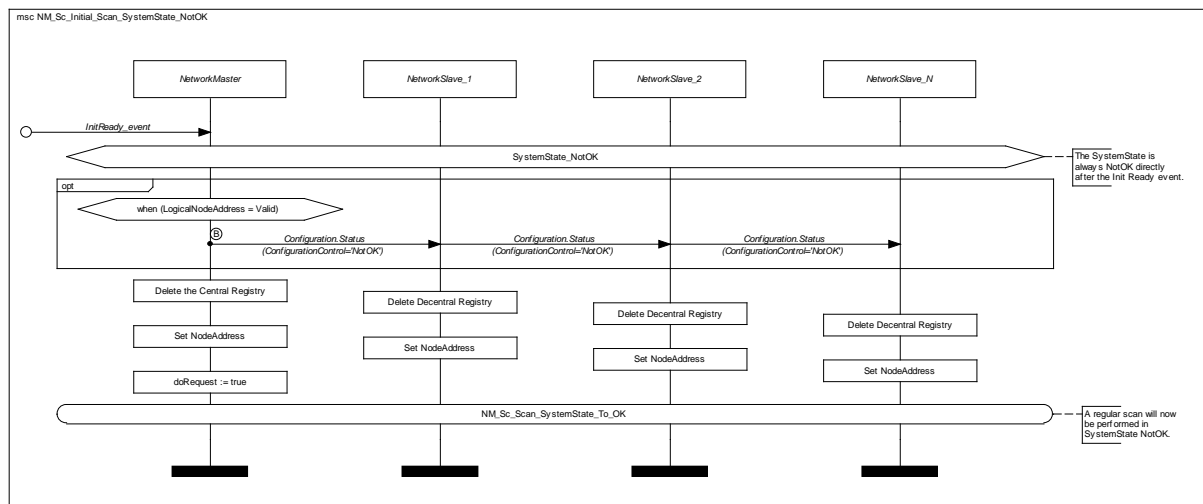 msc NM_Sc_Initial_Scan_SystemState_NotOK
NetworkMaster
NetworkSlave_1
NetworkSlave_2
NetworkSlave_N
InitReady_event
SystemState_NotOK
The SystemState is
always NotOK directly
after the Init Ready event.
opt
when (LogicalNodeAddress = Valid)
B
Configuration.Status
(ConfigurationControl='NotOK')
Configuration.Status
(ConfigurationControl='NotOK')
Configuration.Status
(ConfigurationControl='NotOK')
Delete the Central Registry
Delete Decentral Registry
Delete Decentral Registry
Delete Decentral Registry
Set NodeAddress
Set NodeAddress
Set NodeAddress
Set NodeAddress
doRequest := true
NM_Sc_Scan_SystemState_To_OK
A regular scan will now
be performed in
SystemState NotOK.